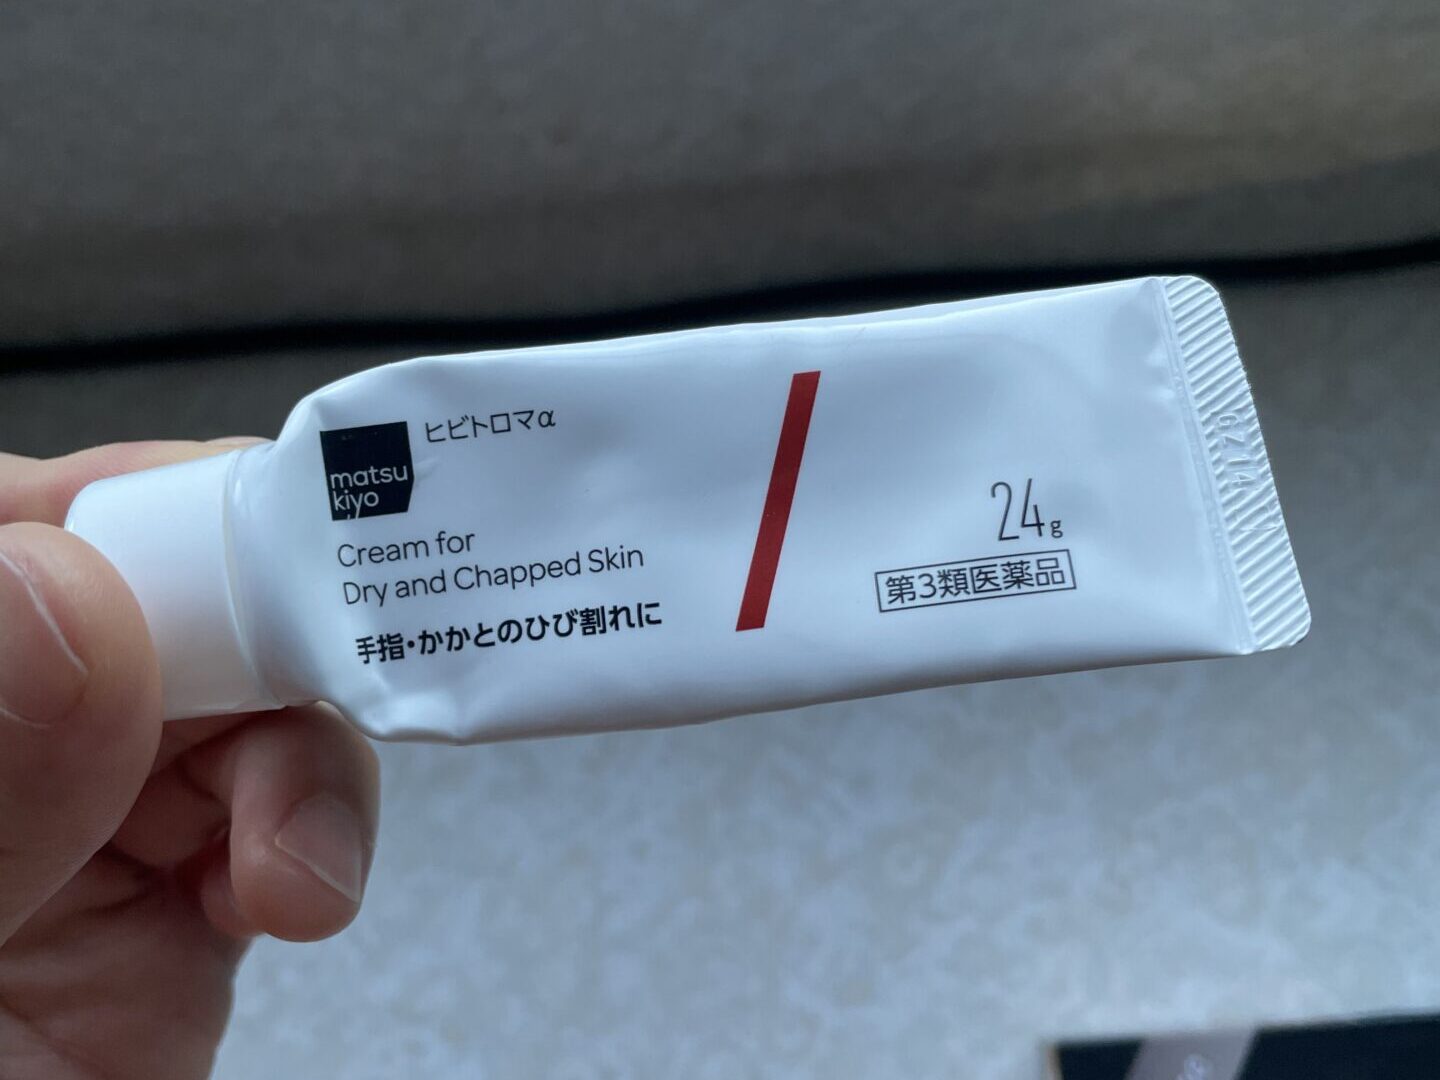 matsu
kiyo
ヒビトロマα
Cream for
Dry and Chapped Skin
手指・かかとのひび割れに
24g
第3類医薬品